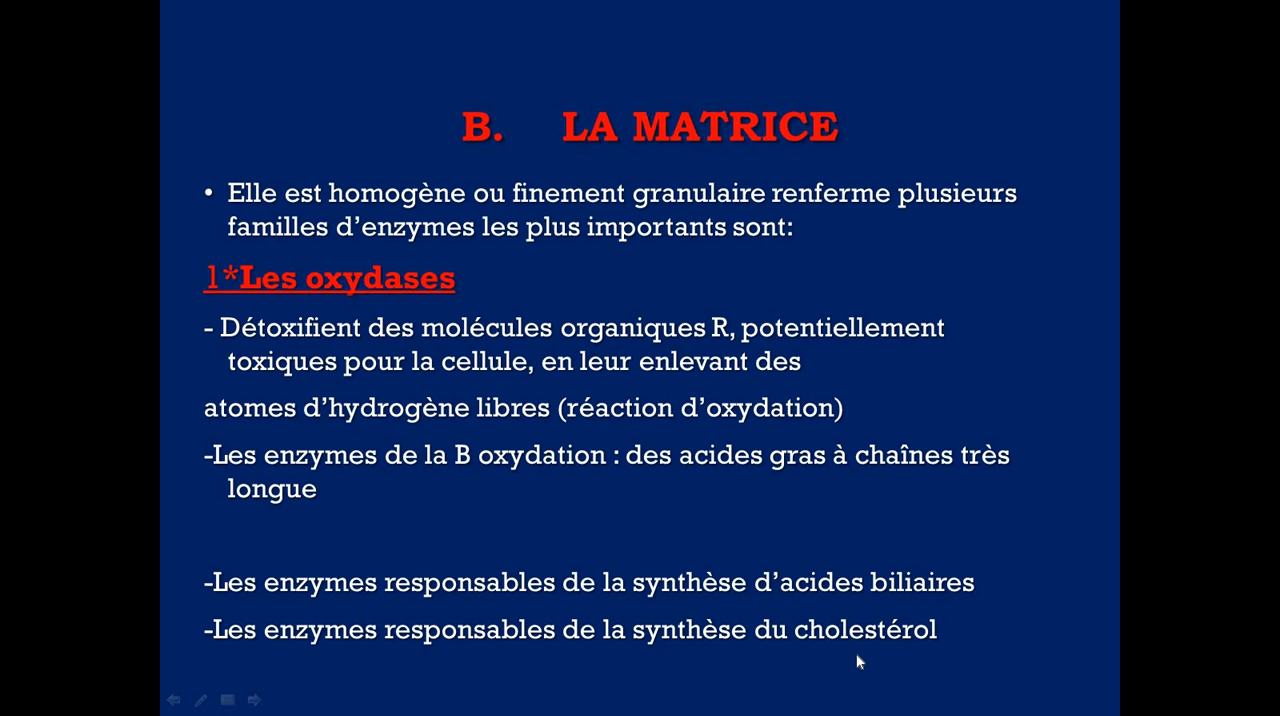 B. LA MATRICE
• Elle est homogène ou finement granulaire renferme plusieurs
familles d’enzymes les plus importants sont:
1*Les oxydases
- Détoxifient des molécules organiques R, potentiellement
toxiques pour la cellule, en leur enlevant des
atomes d’hydrogène libres (réaction d’oxydation)
-Les enzymes de la B oxydation : des acides gras à chaînes très
longue
-Les enzymes responsables de la synthèse d’acides biliaires
-Les enzymes responsables de la synthèse du cholestérol